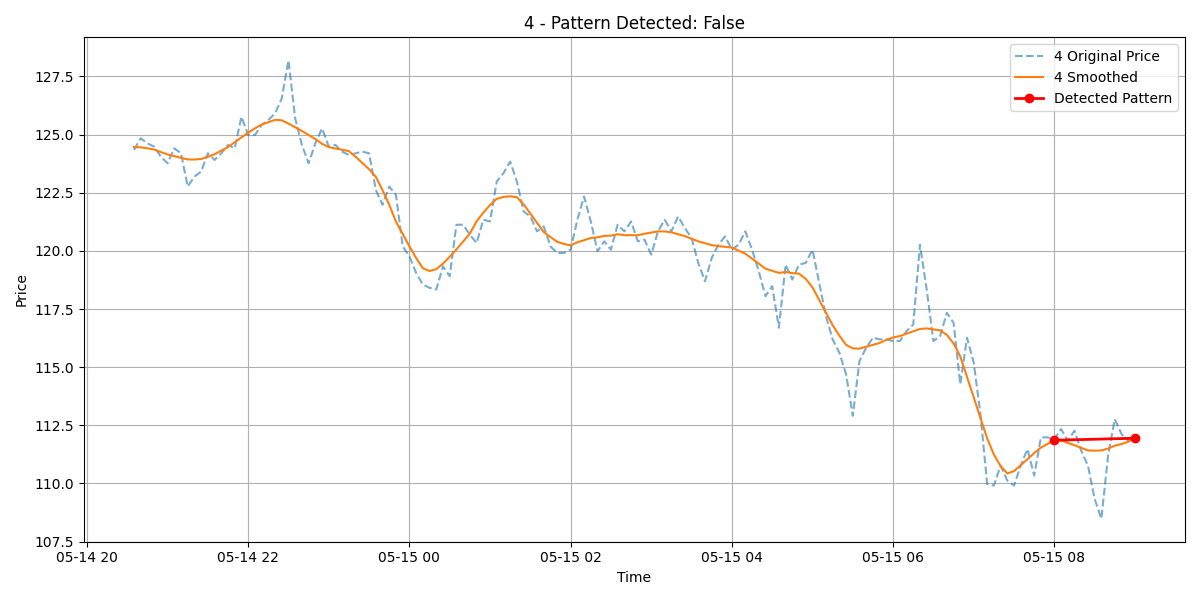 4 - Pattern Detected: False
4 Original Price
4 Smoothed
Detected Pattern
Price
127.5
125.0
122.5
120.0
117.5
115.0
112.5
110.0
107.5
05-14 20 05-14 22 05-15 00 05-15 02 05-15 04 05-15 06 05-15 08
Time